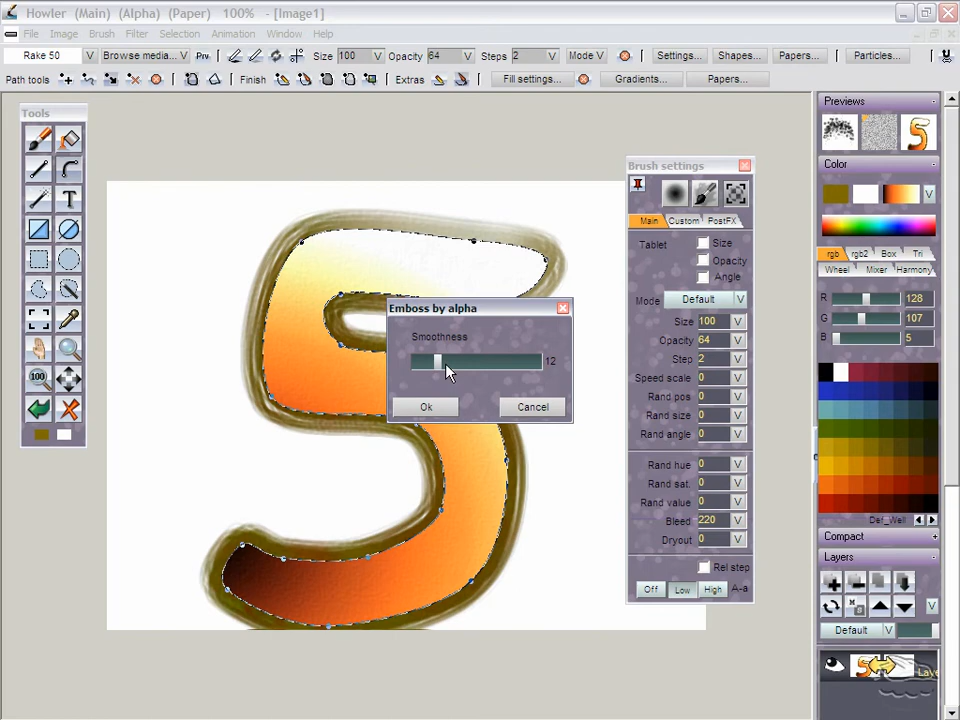 Howler (Main) (Alpha) (Paper) 100% - [Image1]
File Image Brush Filter Selection Animation Window Help
Rake 50 V Browse media... V Prv Size 100 V Opacity 64 V Steps 2 V Mode V Settings... Shapes... Papers... Particles...
Path tools Finish Extras Fill settings... Gradients... Papers...
Tools
T
100
Brush settings
Main Custom PostFX
Tablet Size
Opacity
Angle
Mode Default V
Size 100 V
Opacity 64 V
Step 2 V
Speed scale 0 V
Rand pos 0 V
Rand size 0 V
Rand angle 0 V
Rand hue 0 V
Rand sat. 0 V
Rand value 0 V
Bleed 220 V
Dryout 0 V
Rel step
Off Low High A-a
Emboss by alpha
Smoothness
12
Ok Cancel
Previews -
Color -
V
rgb rgb2 Box Tri
Wheel Mixer Harmony
R 128
G 107
B 5
Def_Well
Compact +
Layers -
M S V
Default V
Laye